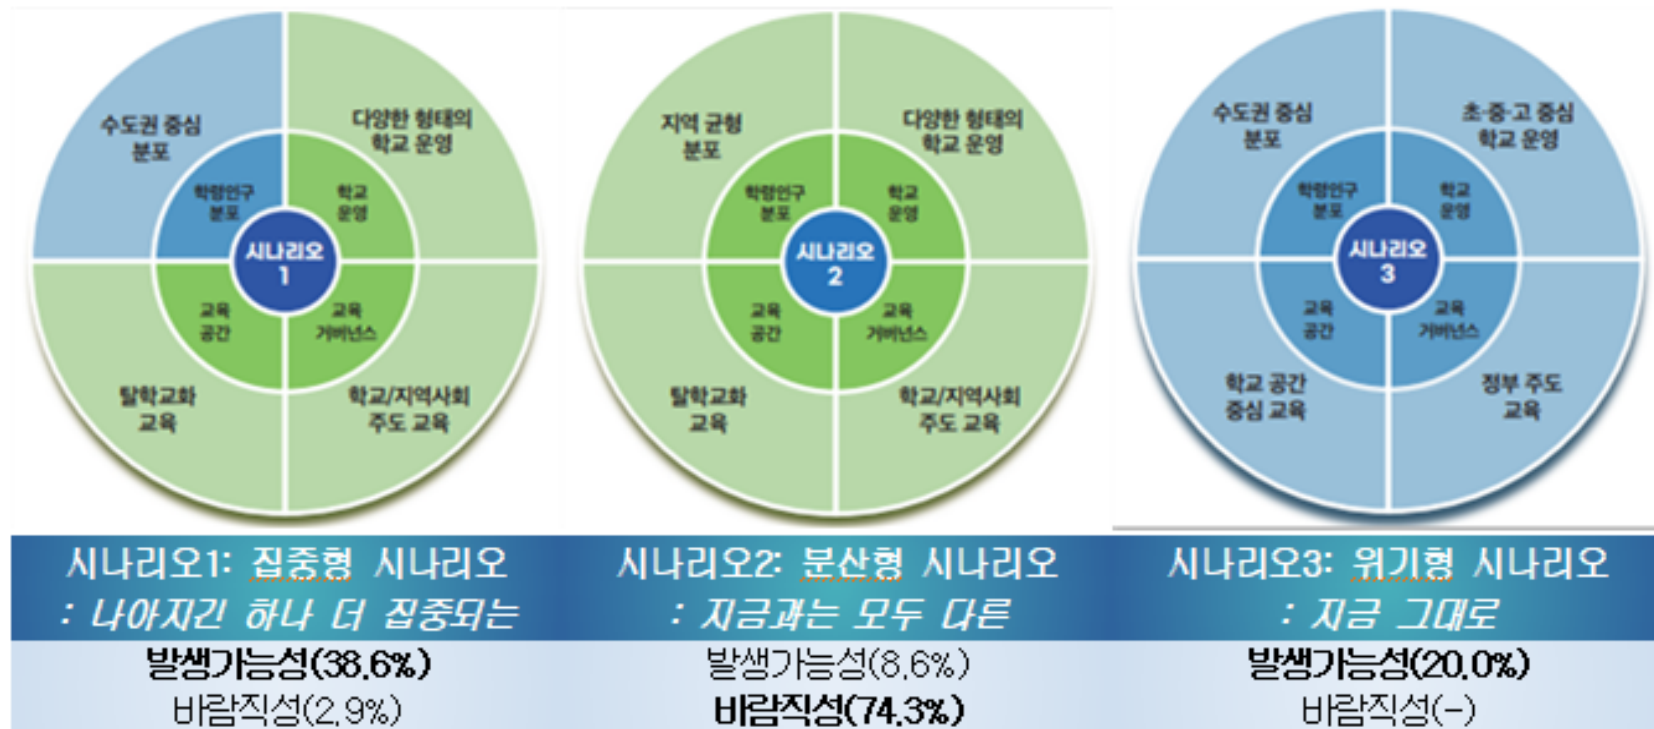 수도권 중심
분포
다양한 형태의
학교 운영
학령인구
분포
학교
운영
시나리오
1
교육
공간
교육
거버넌스
탈학교화
교육
학교/지역사회
주도 교육
지역 균형
분포
다양한 형태의
학교 운영
학령인구
분포
학교
운영
시나리오
2
교육
공간
교육
거버넌스
탈학교화
교육
학교/지역사회
주도 교육
수도권 중심
분포
초·중·고 중심
학교 운영
학령인구
분포
학교
운영
시나리오
3
교육
공간
교육
거버넌스
학교 공간
중심 교육
정부 주도
교육
시나리오1: 집중형 시나리오
: 나아지긴 하나 더 집중되는
발생가능성(38.6%)
바람직성(2.9%)
시나리오2: 분산형 시나리오
: 지금과는 모두 다른
발생가능성(8.6%)
바람직성(74.3%)
시나리오3: 위기형 시나리오
: 지금 그대로
발생가능성(20.0%)
바람직성(-)